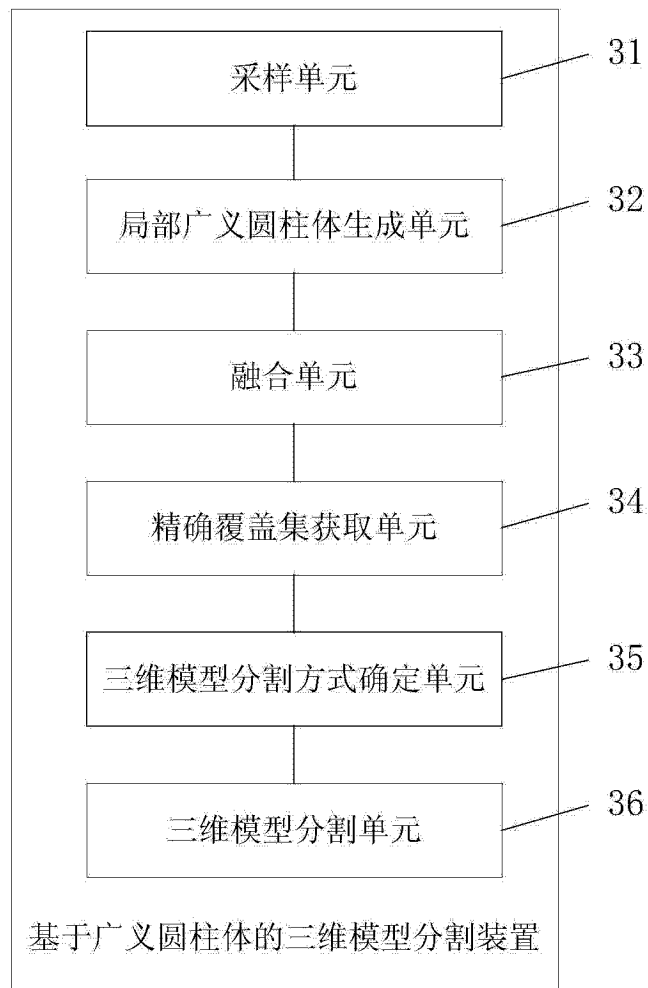 采样单元
31
局部广义圆柱体生成单元
32
融合单元
33
精确覆盖集获取单元
34
三维模型分割方式确定单元
35
三维模型分割单元
36
基于广义圆柱体的三维模型分割装置